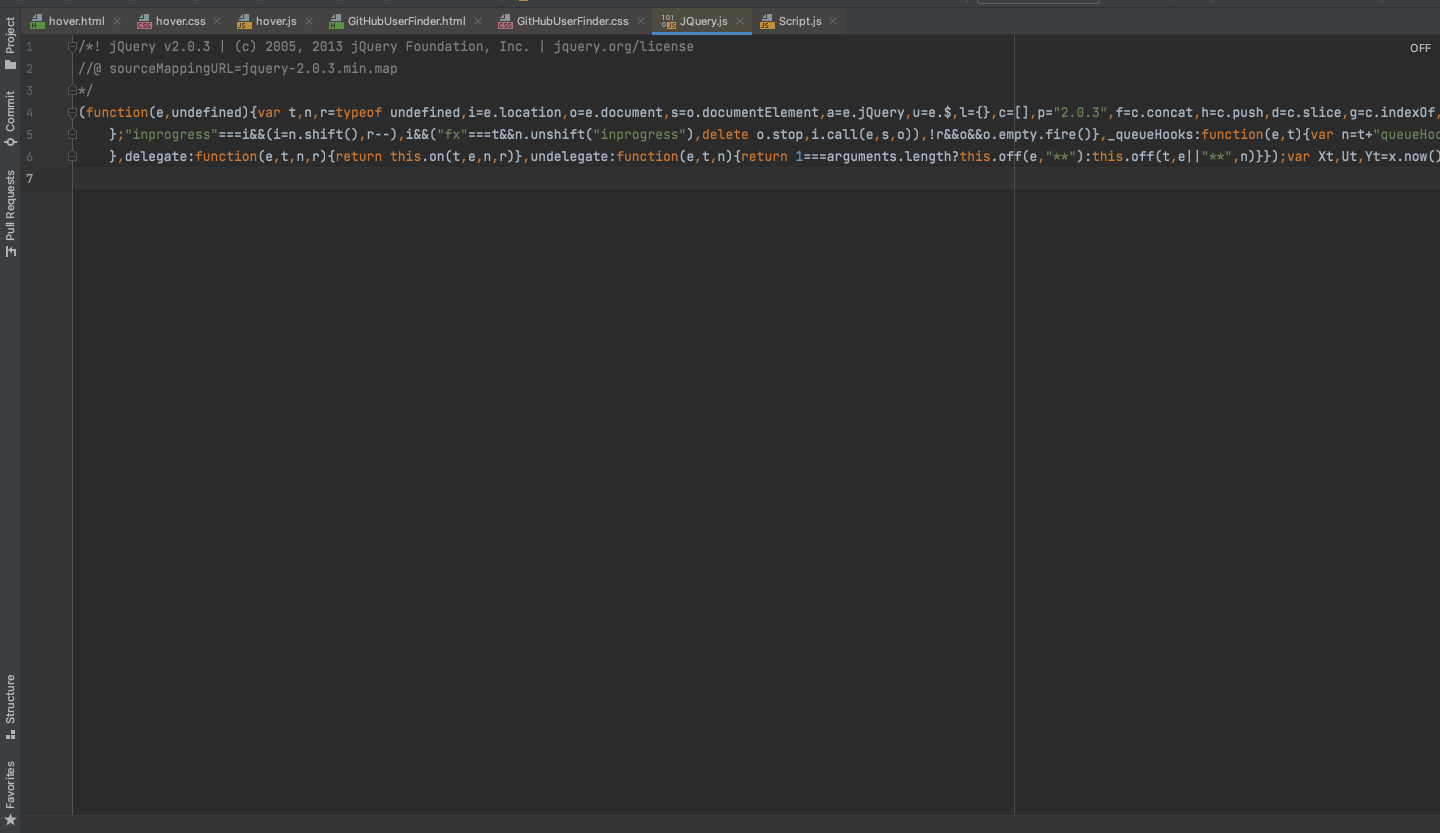 hover.html hover.css hover.js GitHubUserFinder.html GitHubUserFinder.css JQuery.js Script.js
Project
Commit
Pull Requests
Structure
Favorites
OFF
1 /*! jQuery v2.0.3 | (c) 2005, 2013 jQuery Foundation, Inc. | jquery.org/license
2 //@ sourceMappingURL=jquery-2.0.3.min.map
3 */
4 (function(e,undefined){var t,n,r=typeof undefined,i=e.location,o=e.document,s=o.documentElement,a=e.jQuery,u=e.$,l={},c=[],p="2.0.3",f=c.concat,h=c.push,d=c.slice,g=c.indexOf,
5 };"inprogress"===i&&(i=n.shift(),r--),i&&("fx"===t&&n.unshift("inprogress"),delete o.stop,i.call(e,s,o)),!r&&o&&o.empty.fire()},_queueHooks:function(e,t){var n=t+"queueHoo
6 },delegate:function(e,t,n,r){return this.on(t,e,n,r)},undelegate:function(e,t,n){return 1===arguments.length?this.off(e,"**"):this.off(t,e||"**",n)}});var Xt,Ut,Yt=x.now()
7